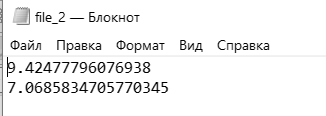 file_2 — Блокнот
Файл Правка Формат Вид Справка
9.42477796076938
7.0685834705770345